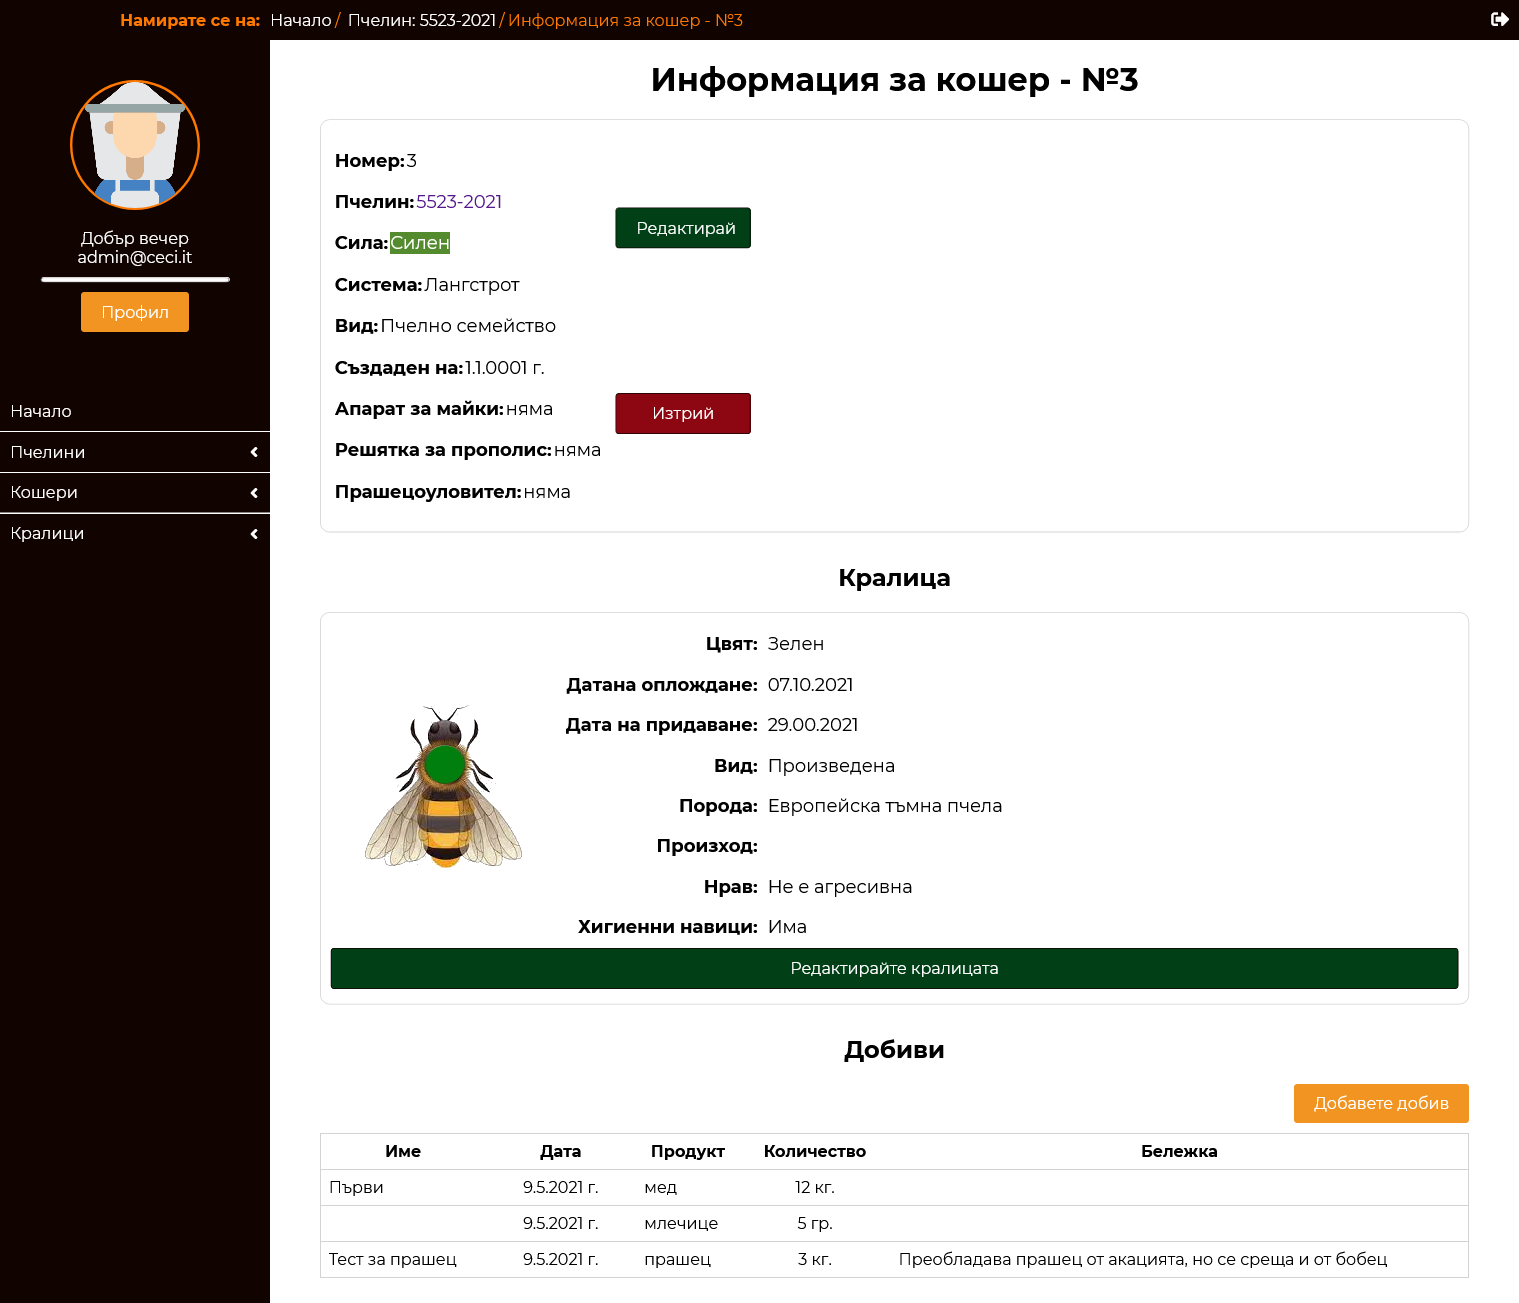 Намирате се на: Начало / Пчелин: 5523-2021 / Информация за кошер - №3
Добър вечер
admin@ceci.it
Профил
Начало
Пчелини
Кошери
Кралици
Информация за кошер - №3
Номер: 3
Пчелин: 5523-2021
Сила: Силен
Система: Лангстрот
Вид: Пчелно семейство
Създаден на: 1.1.0001 г.
Апарат за майки: няма
Решятка за прополис: няма
Прашецоуловител: няма
Редактирай
Изтрий
Кралица
Цвят: Зелен
Датана оплождане: 07.10.2021
Дата на придаване: 29.00.2021
Вид: Произведена
Порода: Европейска тъмна пчела
Произход:
Нрав: Не е агресивна
Хигиенни навици: Има
Редактирайте кралицата
Добиви
Добавете добив
Име Дата Продукт Количество Бележка
Първи 9.5.2021 г. мед 12 кг.
9.5.2021 г. млечице 5 гр.
Тест за прашец 9.5.2021 г. прашец 3 кг. Преобладава прашец от акацията, но се среща и от бобец